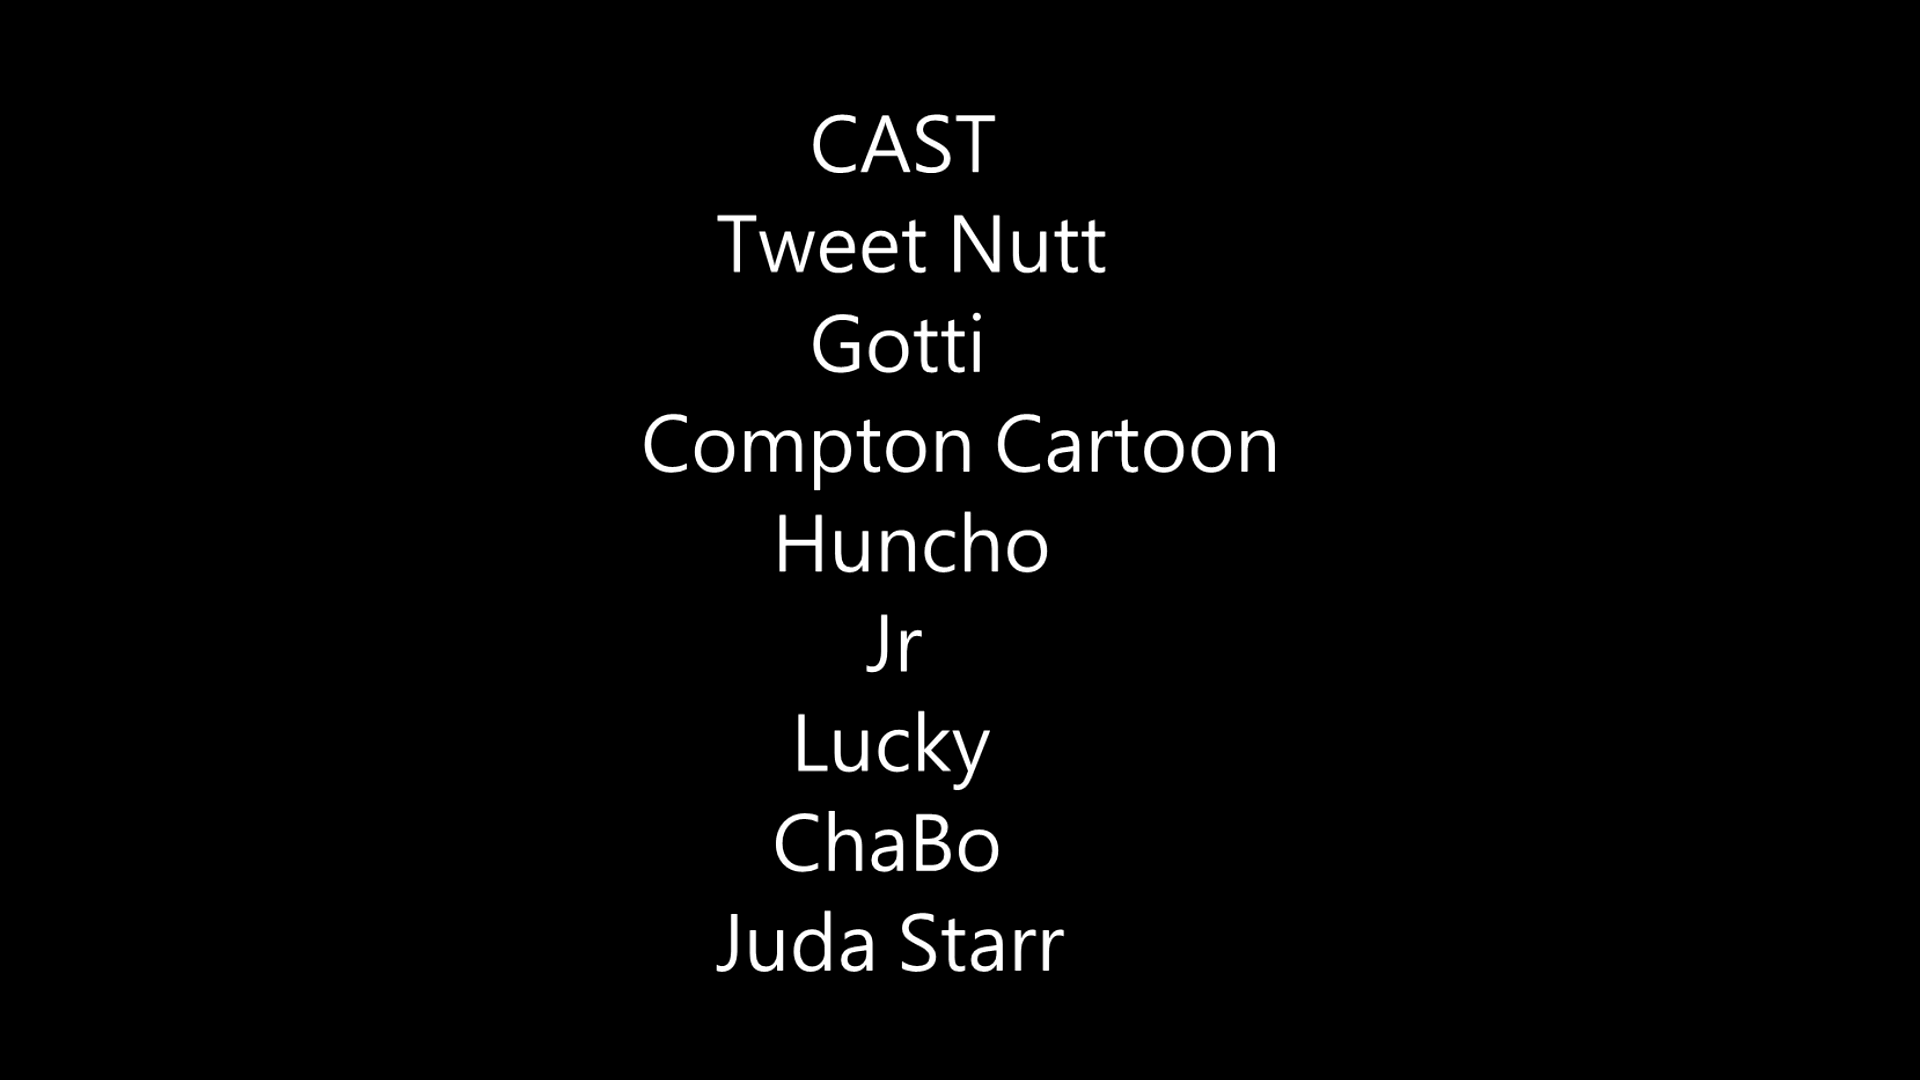 CAST
Tweet Nutt
Gotti
Compton Cartoon
Huncho
Jr
Lucky
ChaBo
Juda Starr